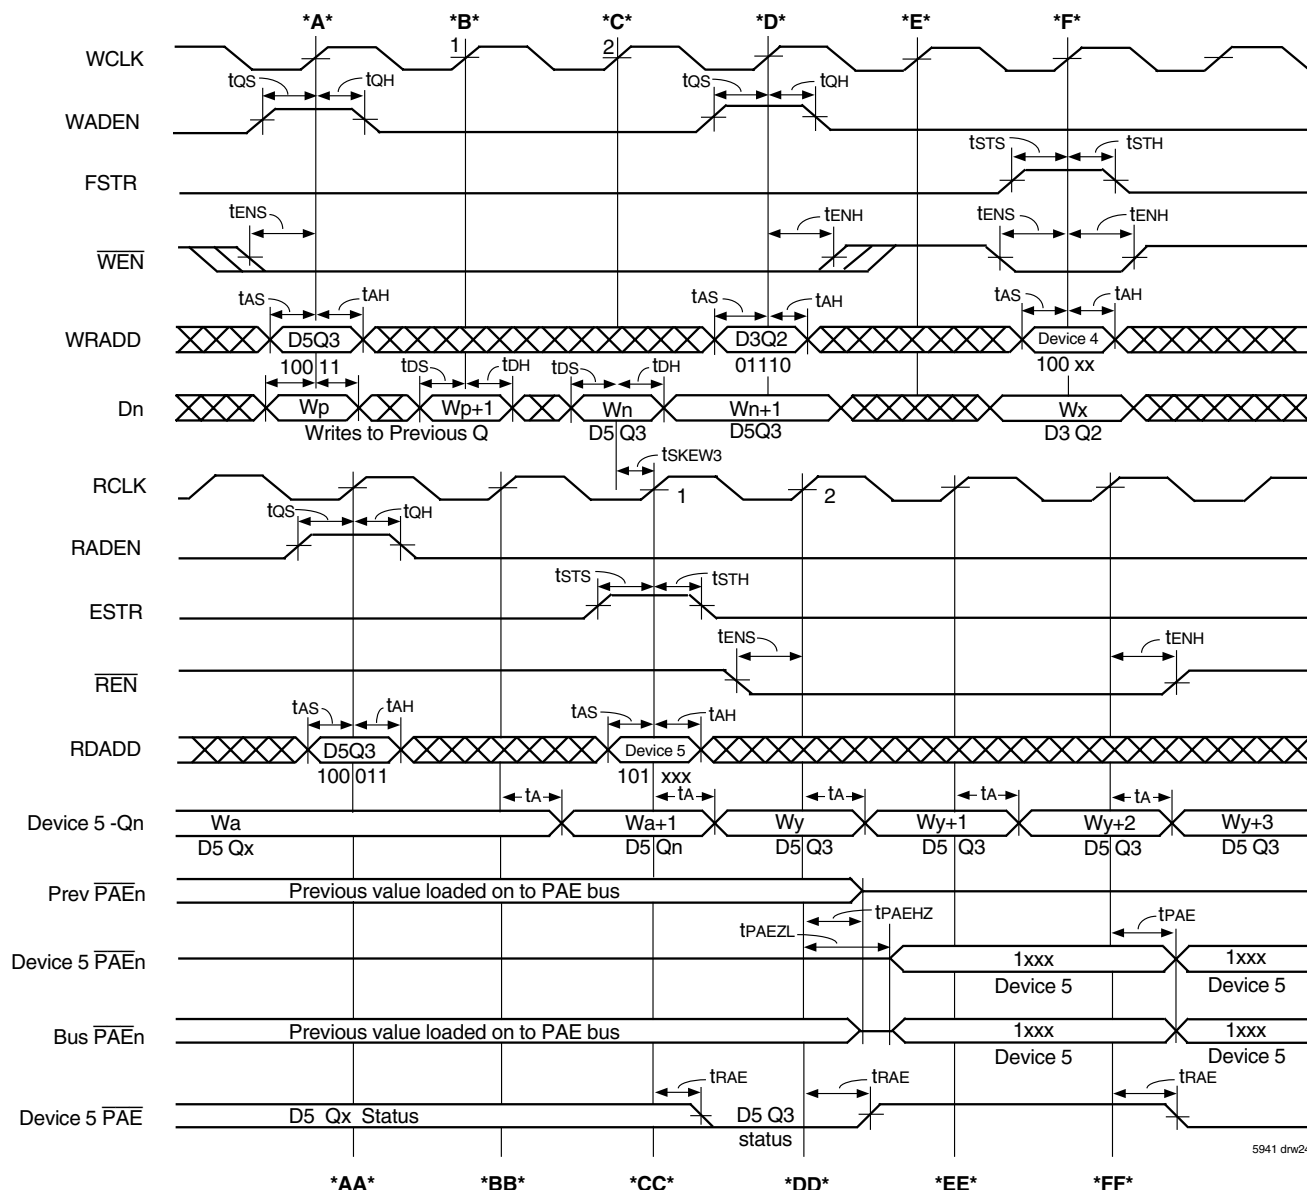 *A* *B* *C* *D* *E* *F*
WCLK 1 2
tQS tQH tQS tQH
WADEN
tSTS tSTH
FSTR
tENS tENH tENS tENH
WEN
tAS tAH tAS tAH tAS tAH
WRADD D5Q3 D3Q2 Device 4
100 11 01110 100 xx
tDS tDH tDS tDH
Dn Wp Wp+1 Wn Wn+1 Wx
Writes to Previous Q D5 Q3 D5Q3 D3 Q2
tSKEW3
RCLK 1 2
tQS tQH
RADEN
tSTS tSTH
ESTR
tENS tENH
REN
tAS tAH tAS tAH
RDADD D5Q3 Device 5
100 011 101 xxx
tA tA tA tA tA
Device 5 -Qn Wa Wa+1 Wy Wy+1 Wy+2 Wy+3
D5 Qx D5 Qn D5 Q3 D5 Q3 D5 Q3 D5 Q3
Prev PAEn Previous value loaded on to PAE bus
tPAEHZ tPAE
tPAEZL
Device 5 PAEn 1xxx 1xxx
Device 5 Device 5
Bus PAEn Previous value loaded on to PAE bus 1xxx 1xxx
Device 5 Device 5
tRAE tRAE tRAE
Device 5 PAE D5 Qx Status D5 Q3
status
5941 drw24
*AA* *BB* *CC* *DD* *EE* *FF*